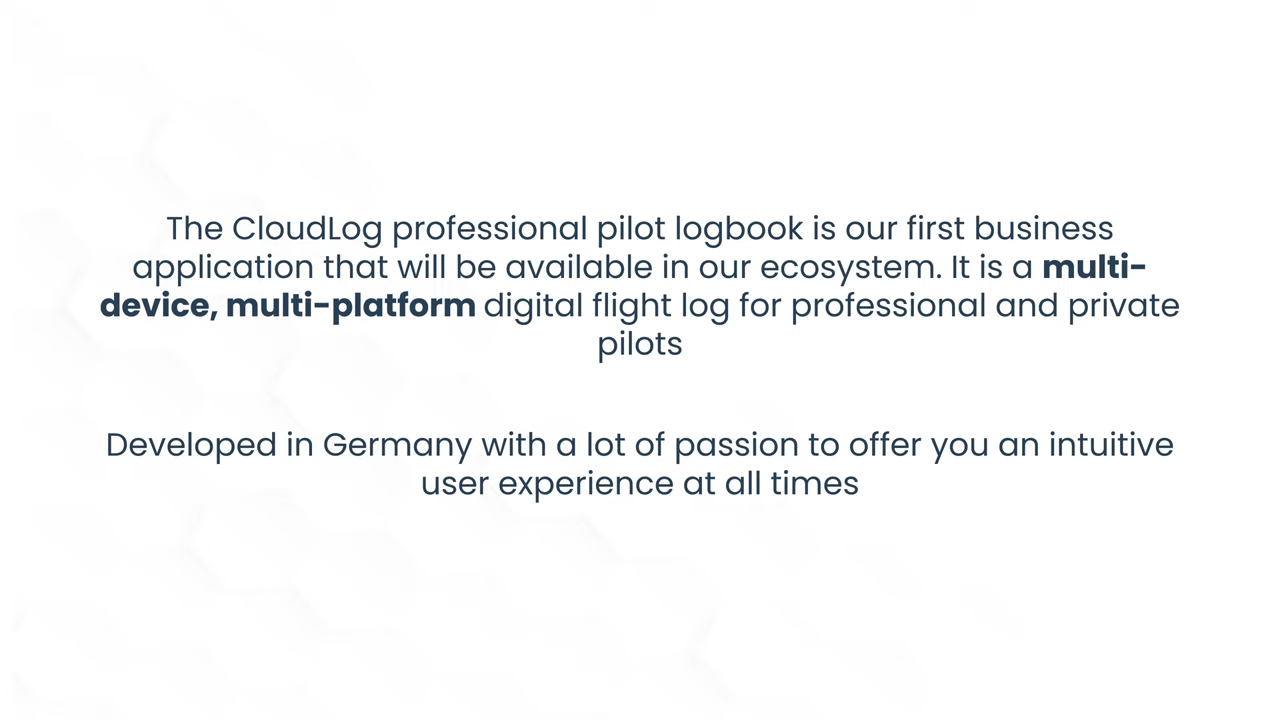 The CloudLog professional pilot logbook is our first business
application that will be available in our ecosystem. It is a multi-
device, multi-platform digital flight log for professional and private
pilots
Developed in Germany with a lot of passion to offer you an intuitive
user experience at all times